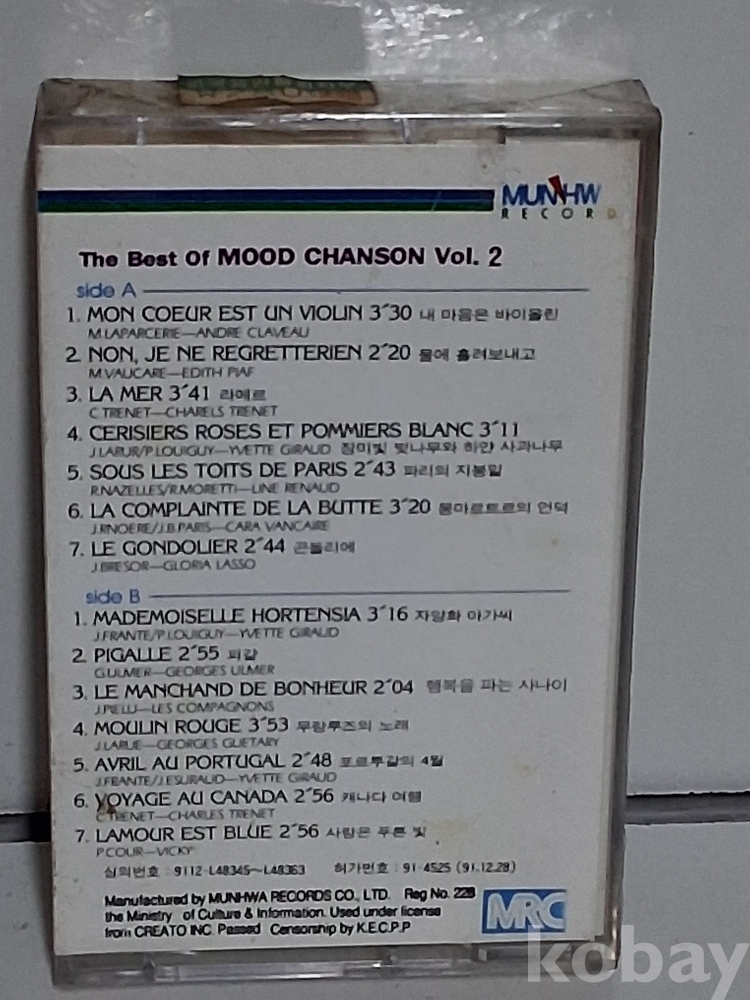 MUNHW
RECORD
The Best Of MOOD CHANSON Vol. 2
side A
1. MON COEUR EST UN VIOLIN 3´30 내 마음은 바이올린
M.LAPARCERIE—ANDRE CLAVEAU
2. NON, JE NE REGRETTERIEN 2´20 물에 흘려보내고
M.VAUCARE—EDITH PIAF
3. LA MER 3´41 라메르
C.TRENET—CHARELS TRENET
4. CERISIERS ROSES ET POMMIERS BLANC 3´11
J.LARUR/P.LOUIGUY—YVETTE GIRAUD 장미빛 벚나무와 하얀 사과나무
5. SOUS LES TOITS DE PARIS 2´43 파리의 지붕밑
R.NAZELLES/R.MORETTI—LINE RENAUD
6. LA COMPLAINTE DE LA BUTTE 3´20 몽마르트르의 언덕
J.RNOERE/J.B.PARIS—CARA VANCAIRE
7. LE GONDOLIER 2´44 곤돌리에
J.BRESOR—GLORIA LASSO
side B
1. MADEMOISELLE HORTENSIA 3´16 자양화 아가씨
J.FRANTE/P.LOUIGUY—YVETTE GIRAUD
2. PIGALLE 2´55 피갈
G.ULMER—GEORGES ULMER
3. LE MANCHAND DE BONHEUR 2´04 행복을 파는 사나이
J.PIELU—LES COMPAGNONS
4. MOULIN ROUGE 3´53 무랑루즈의 노래
J.LARUE—GEORGES GUETARY
5. AVRIL AU PORTUGAL 2´48 포르투갈의 4월
J.FRANTE/J.ESURAUD—YVETTE GIRAUD
6. VOYAGE AU CANADA 2´56 캐나다 여행
C.TRENET—CHARLES TRENET
7. LAMOUR EST BLUE 2´56 사랑은 푸른 빛
P.COUR—VICKY
심의번호 : 9112-L48345~L48363 허가번호 : 91-4525 (91.12.28)
Manufactured by MUNHWA RECORDS CO., LTD. Reg No. 228
the Ministry of Culture & Information. Used under license
from CREATO INC. Passed Censorship by K.E.C.P.P
MRC
kobay